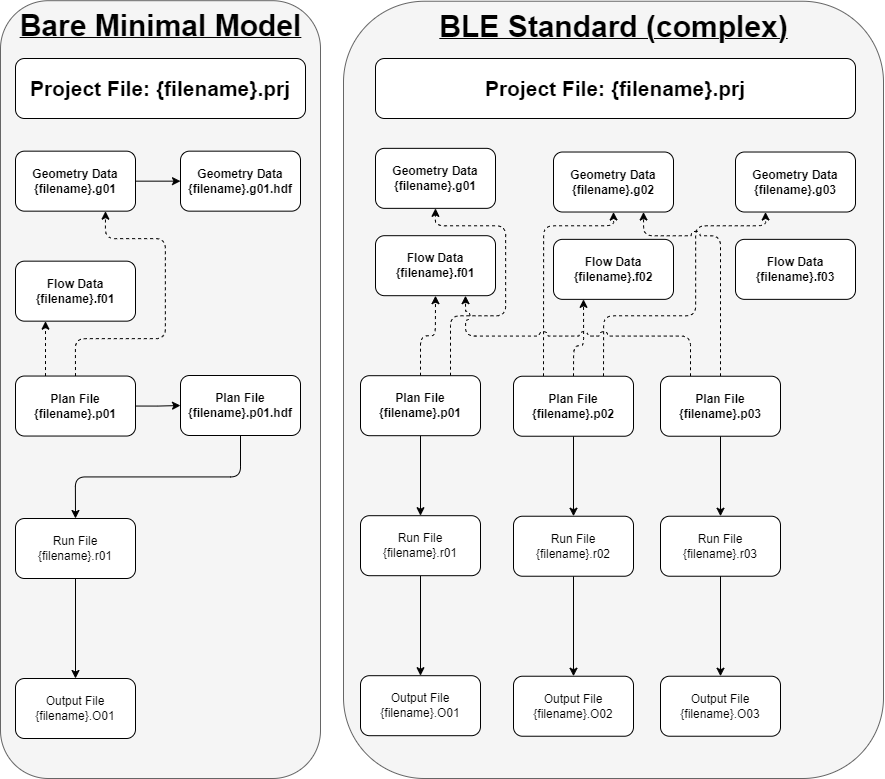 Bare Minimal Model
Project File: {filename}.prj
Geometry Data
{filename}.g01
Geometry Data
{filename}.g01.hdf
Flow Data
{filename}.f01
Plan File
{filename}.p01
Plan File
{filename}.p01.hdf
Run File
{filename}.r01
Output File
{filename}.O01
BLE Standard (complex)
Project File: {filename}.prj
Geometry Data
{filename}.g01
Geometry Data
{filename}.g02
Geometry Data
{filename}.g03
Flow Data
{filename}.f01
Flow Data
{filename}.f02
Flow Data
{filename}.f03
Plan File
{filename}.p01
Plan File
{filename}.p02
Plan File
{filename}.p03
Run File
{filename}.r01
Run File
{filename}.r02
Run File
{filename}.r03
Output File
{filename}.O01
Output File
{filename}.O02
Output File
{filename}.O03